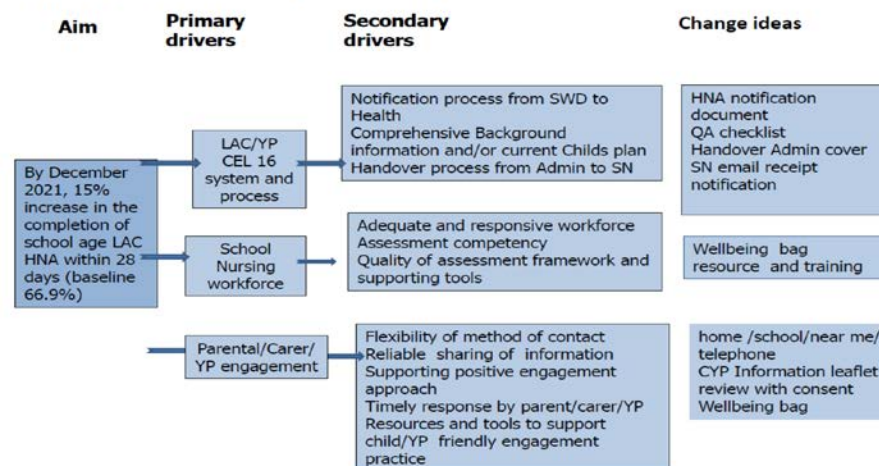 Aim
Primary
drivers
Secondary
drivers
Change ideas
By December
2021, 15%
increase in the
completion of
school age LAC
HNA within 28
days (baseline
66.9%)
LAC/YP
CEL 16
system and
process
Notification process from SWD to
Health
Comprehensive Background
information and/or current Childs plan
Handover process from Admin to SN
HNA notification
document
QA checklist
Handover Admin cover
SN email receipt
notification
School
Nursing
workforce
Adequate and responsive workforce
Assessment competency
Quality of assessment framework and
supporting tools
Wellbeing bag
resource and training
Parental/Carer/
YP engagement
Flexibility of method of contact
Reliable sharing of information
Supporting positive engagement
approach
Timely response by parent/carer/YP
Resources and tools to support
child/YP friendly engagement
practice
home /school/near me/
telephone
CYP Information leaflet
review with consent
Wellbeing bag